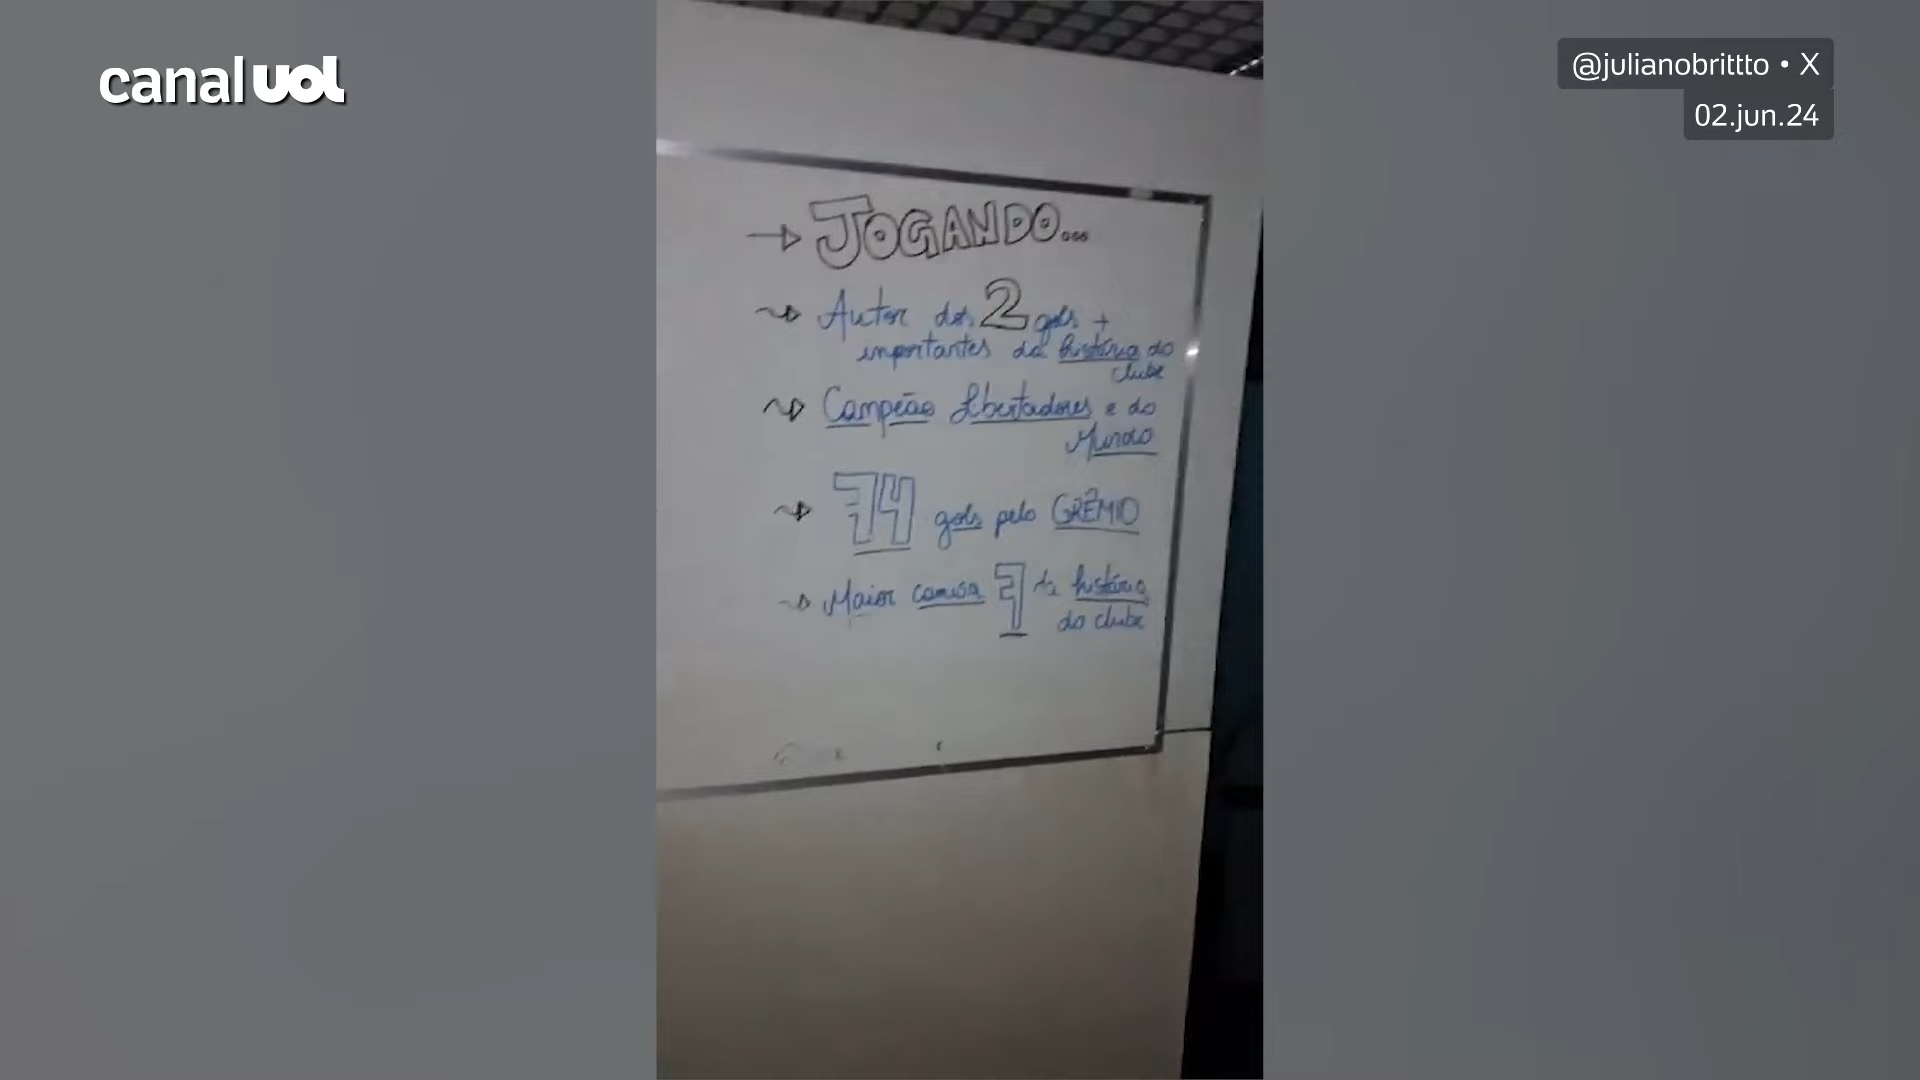 canal uol
@julianobrittto • X
02.jun.24
→ JOGANDO...
Autor dos 2 gols +
importantes da história do
clube
Campeão Libertadores e do
Mundo
74 gols pelo GRÊMIO
Maior camisa 7 da história
do clube